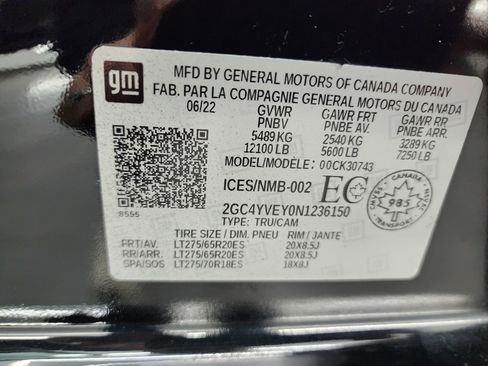 gm
MFD BY GENERAL MOTORS OF CANADA COMPANY
FAB. PAR LA COMPAGNIE GENERAL MOTORS DU CANADA
06/22 GVWR GAWR FRT GAWR RR
PNBV PNBE AV. PNBE ARR.
5489 KG 2540 KG 3289 KG
12100 LB 5600 LB 7250 LB
MODEL/MODÈLE: 00CK30743
ICES/NMB-002 EC
CANADA
985
2GC4YVEY0N1236150
8555
TYPE: TRU/CAM
TIRE SIZE / DIM. PNEU RIM / JANTE
FRT/AV. LT275/65R20ES 20X8.5J
RR/ARR. LT275/65R20ES 20X8.5J
SPA/SOS LT275/70R18ES 18X8J